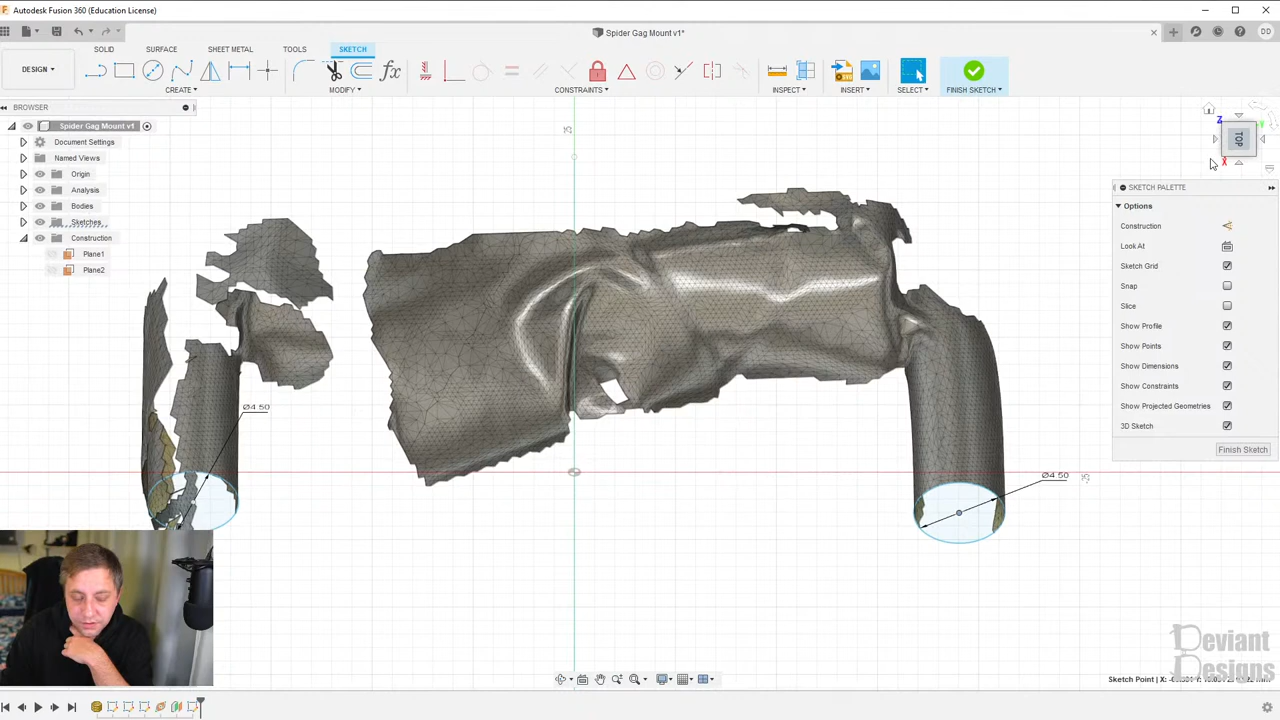 Autodesk Fusion 360 (Education License)
Spider Gag Mount v1*
DD
DESIGN
SOLID
SURFACE
SHEET METAL
TOOLS
SKETCH
CREATE
MODIFY
CONSTRAINTS
INSPECT
INSERT
SELECT
FINISH SKETCH
BROWSER
Spider Gag Mount v1
Document Settings
Named Views
Origin
Analysis
Bodies
Sketches
Construction
Plane1
Plane2
25
Z
Y
TOP
X
SKETCH PALETTE
Options
Construction
Look At
Sketch Grid
Snap
Slice
Show Profile
Show Points
Show Dimensions
Show Constraints
Show Projected Geometries
3D Sketch
Finish Sketch
Ø4.50
Ø4.50
25
Deviant
Designs